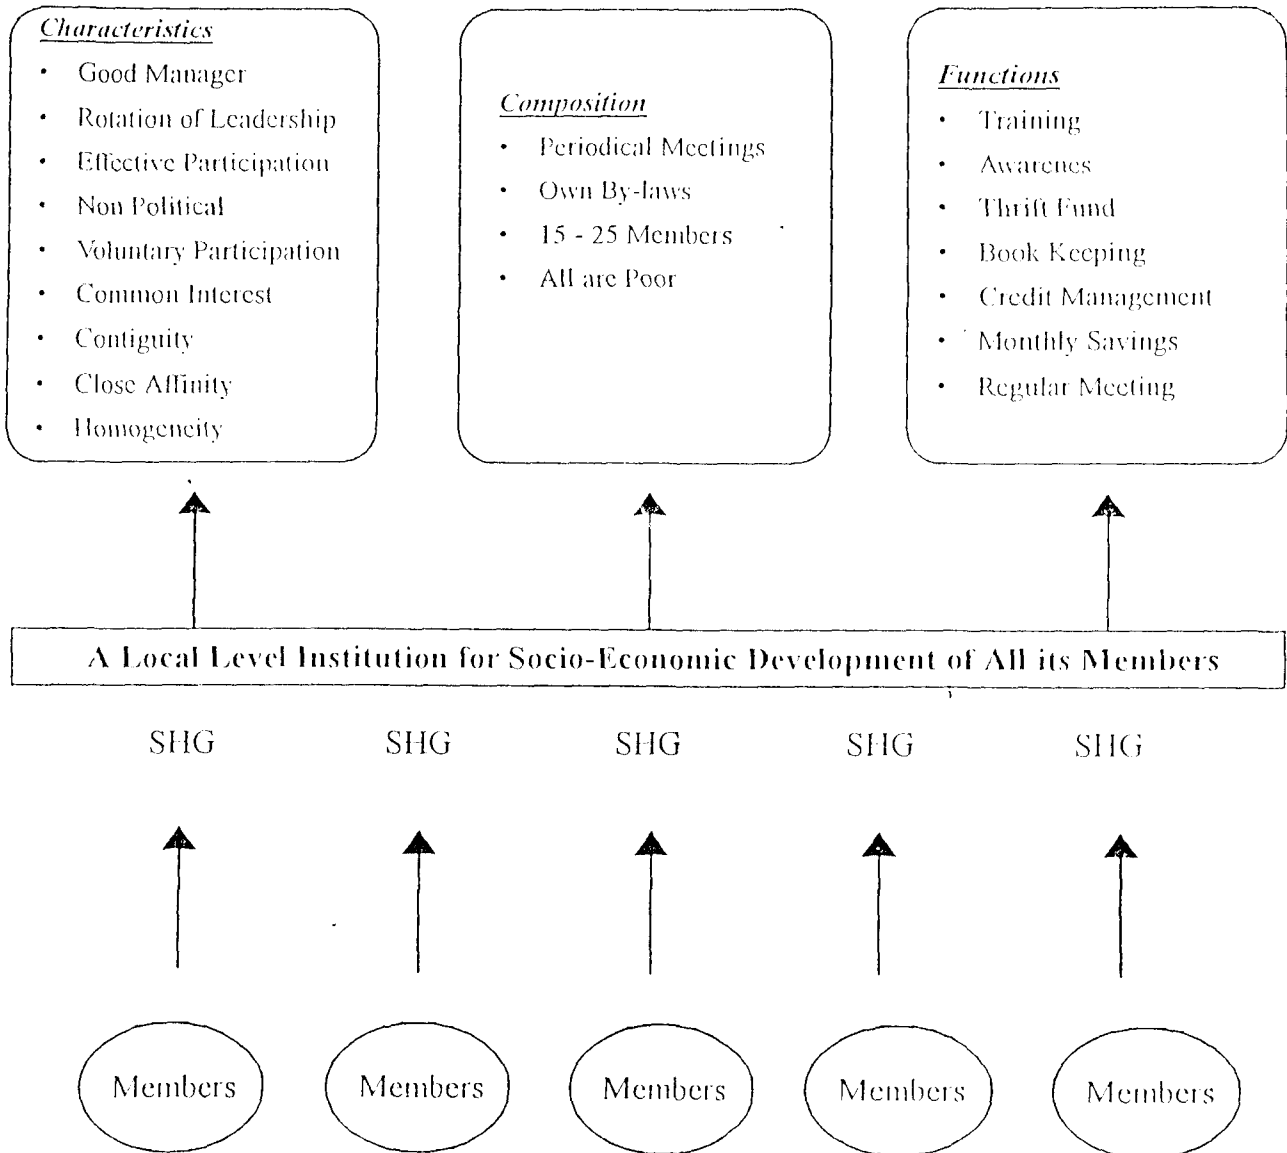 Characteristics
• Good Manager
• Rotation of Leadership
• Effective Participation
• Non Political
• Voluntary Participation
• Common Interest
• Contiguity
• Close Affinity
• Homogeneity
Composition
• Periodical Meetings
• Own By-laws
• 15 - 25 Members
• All are Poor
Functions
• Training
• Awarenes
• Thrift Fund
• Book Keeping
• Credit Management
• Monthly Savings
• Regular Meeting
A Local Level Institution for Socio-Economic Development of All its Members
SHG SHG SHG SHG SHG
Members Members Members Members Members